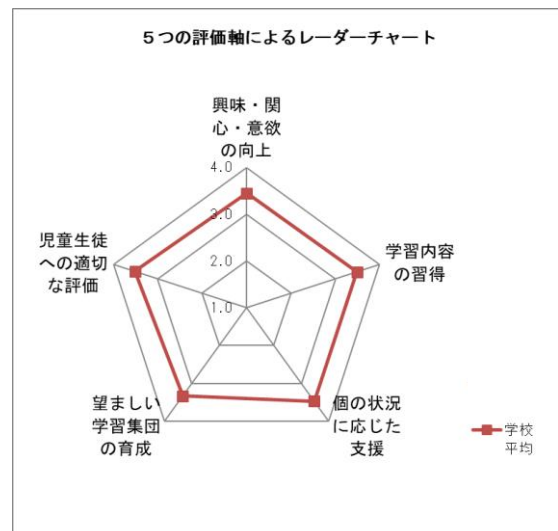 ５つの評価軸によるレーダーチャート
興味・関
心・意欲
の向上
4.0
3.0
2.0
1.0
学習内容
の習得
個の状況
に応じた
支援
望ましい
学習集団
の育成
児童生徒
への適切
な評価
学校
平均